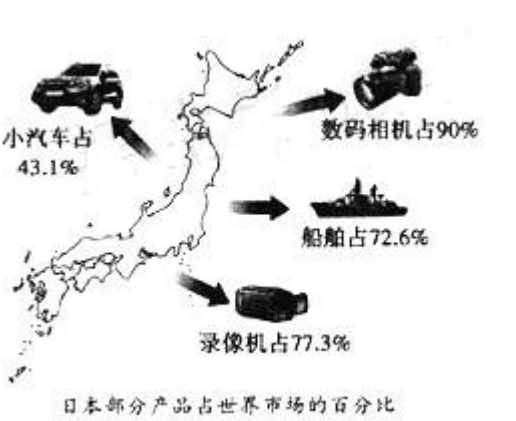 小汽车占
43.1%
数码相机占90%
船舶占72.6%
录像机占77.3%
日本部分产品占世界市场的百分比